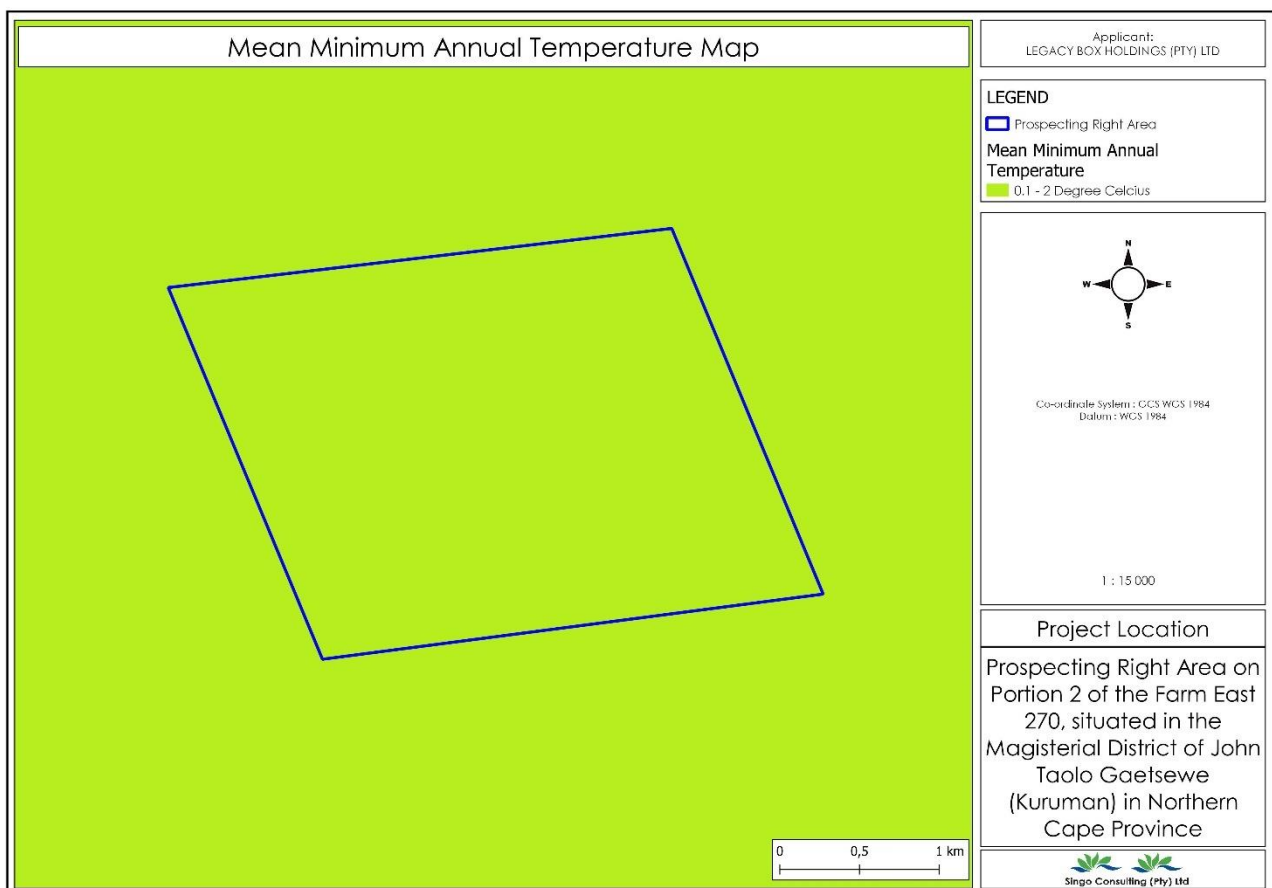 Mean Minimum Annual Temperature Map
Applicant:
LEGACY BOX HOLDINGS (PTY) LTD
LEGEND
Prospecting Right Area
Mean Minimum Annual
Temperature
0.1 - 2 Degree Celcius
N
W
E
S
Co-ordinate System : GCS WGS 1984
Datum : WGS 1984
1 : 15 000
Project Location
Prospecting Right Area on
Portion 2 of the Farm East
270, situated in the
Magisterial District of John
Taolo Gaetsewe
(Kuruman) in Northern
Cape Province
0 0,5 1 km
Singo Consulting (Pty) Ltd